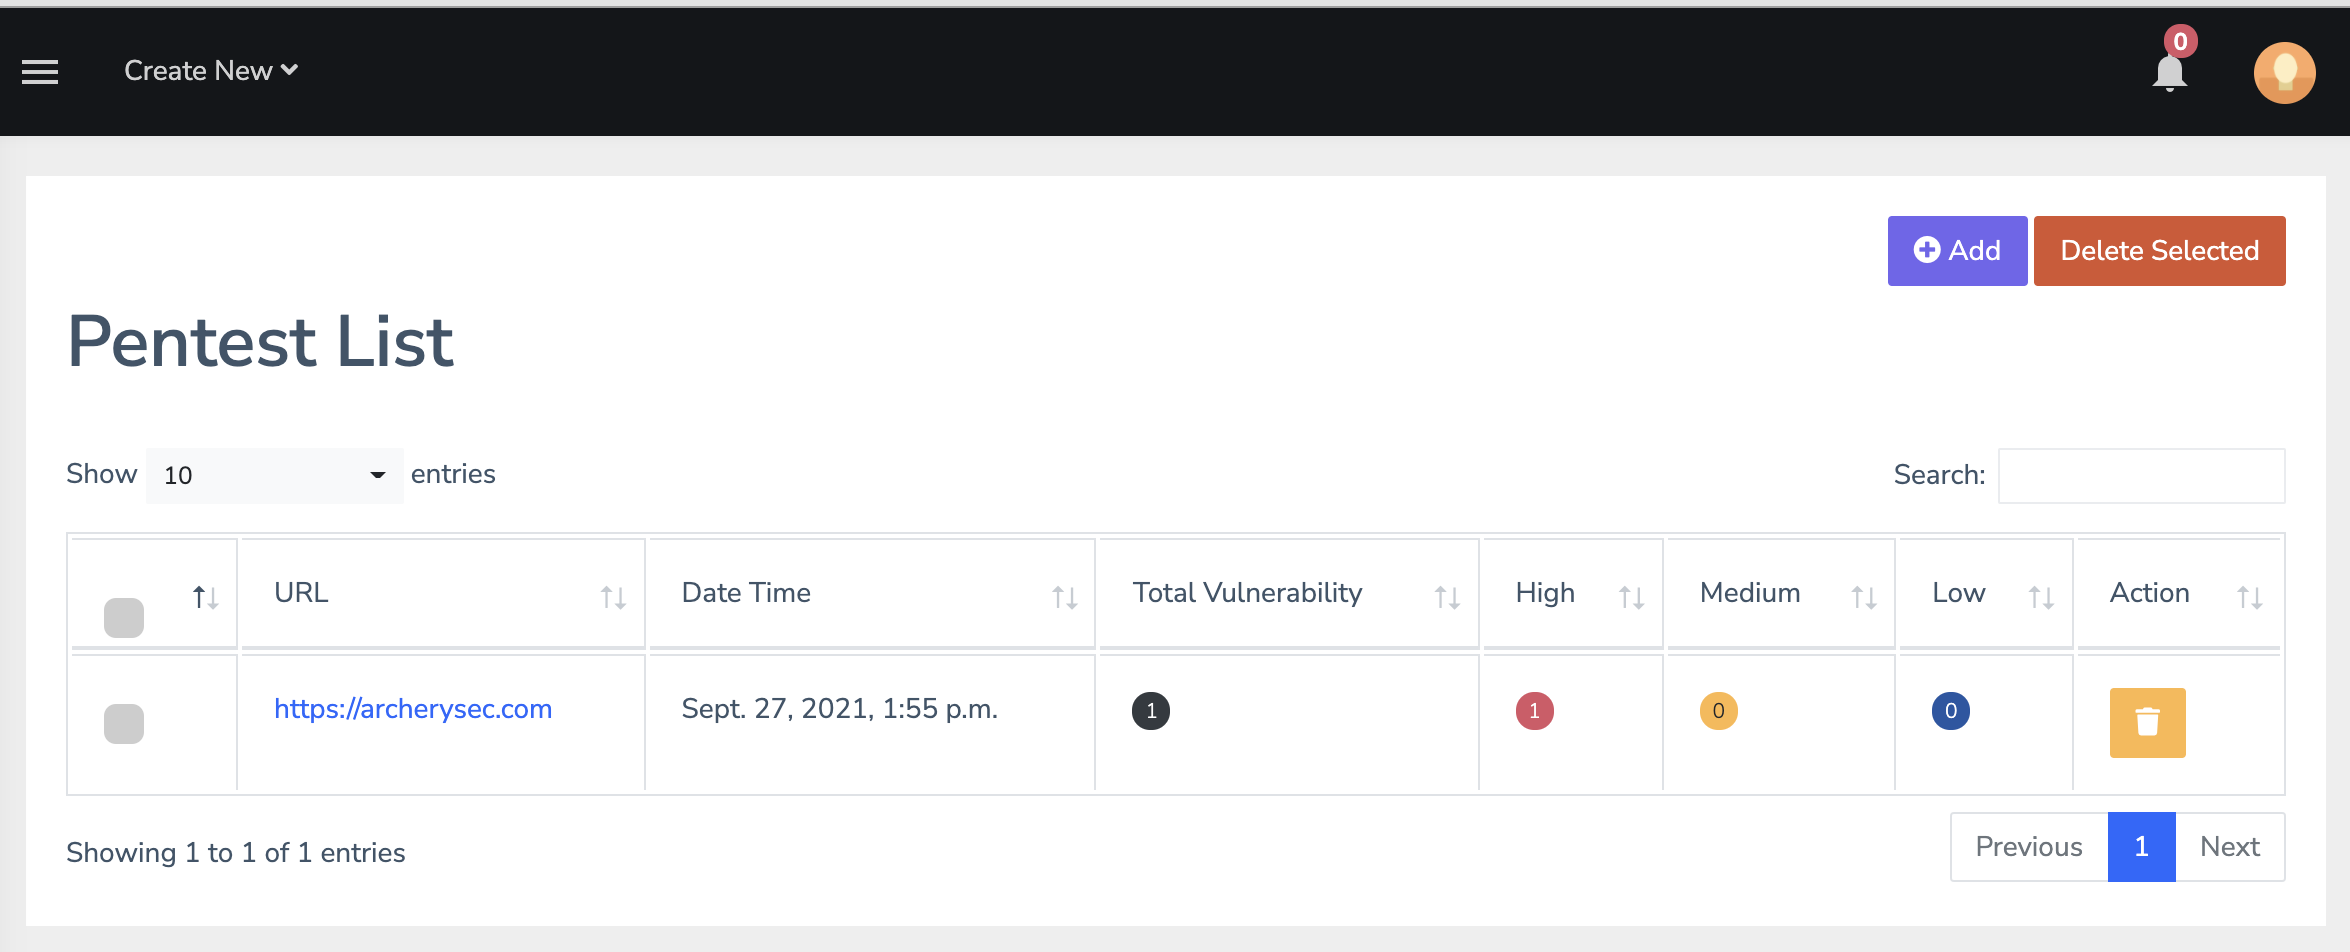 Create New
0
Add
Delete Selected
Pentest List
Show 10 entries
Search:
URL Date Time Total Vulnerability High Medium Low Action
https://archerysec.com Sept. 27, 2021, 1:55 p.m. 1 1 0 0
Showing 1 to 1 of 1 entries
Previous 1 Next